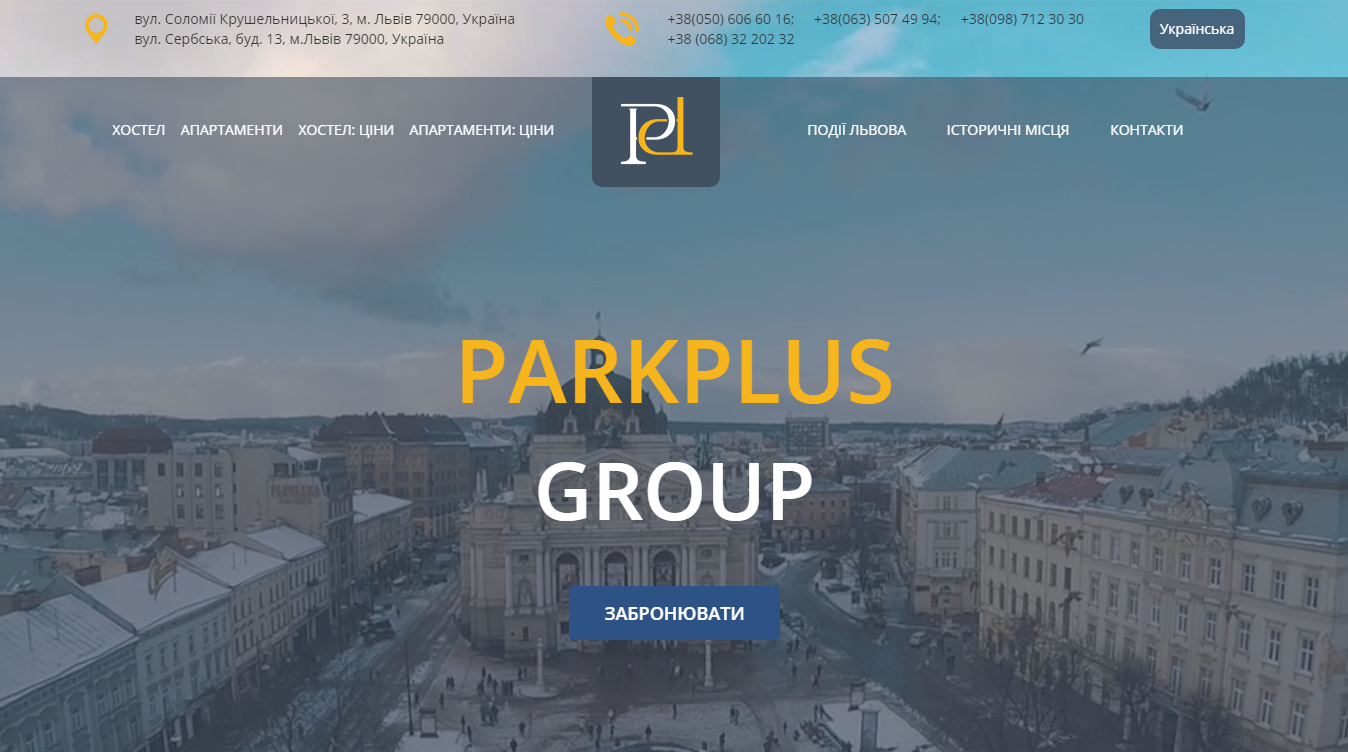 вул. Соломії Крушельницької, 3, м. Львів 79000, Україна
вул. Сербська, буд. 13, м.Львів 79000, Україна
+38(050) 606 60 16; +38(063) 507 49 94; +38(098) 712 30 30
+38 (068) 32 202 32
Українська
ХОСТЕЛ АПАРТАМЕНТИ ХОСТЕЛ: ЦІНИ АПАРТАМЕНТИ: ЦІНИ
ПОДІЇ ЛЬВОВА ІСТОРИЧНІ МІСЦЯ КОНТАКТИ
PARKPLUS
GROUP
ЗАБРОНЮВАТИ